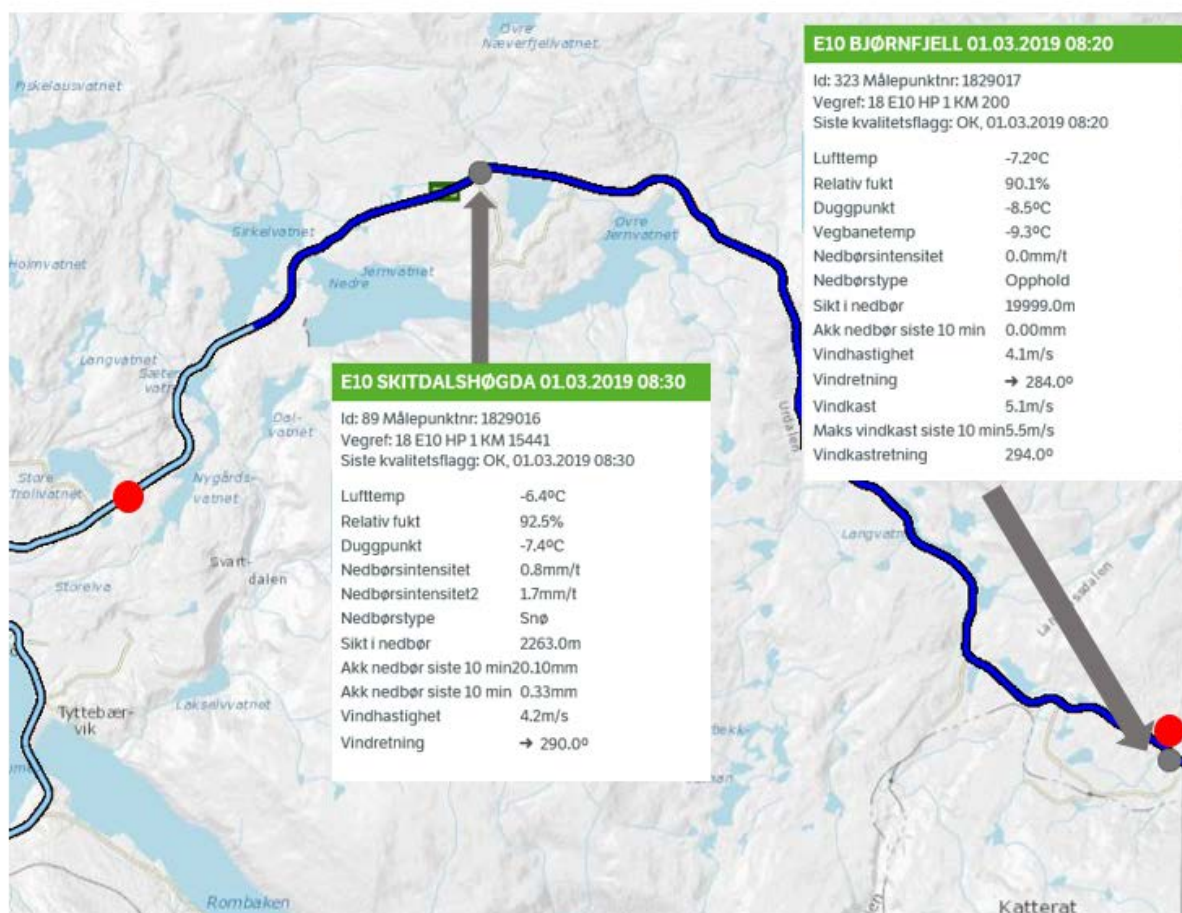 Øvre
Næverfjellvatnet
Fiskelausvatnet
Sirkelvatnet
Holmvatnet
Jernvatnet
Nedre
Øvre
Jernvatnet
Langvatnet
Sæter-
vatn
Dal-
vatnet
Store
Trollvatnet
Nygårds-
vatnet
Svart-
dalen
Storelva
Urdalen
Langvatn
Tyttebær-
vik
Lakselvvatnet
Rombaken
Katterat
E10 BJØRNFJELL 01.03.2019 08:20
Id: 323 Målepunktnr: 1829017
Vegref: 18 E10 HP 1 KM 200
Siste kvalitetsflagg: OK, 01.03.2019 08:20
Lufttemp -7.2ºC
Relativ fukt 90.1%
Duggpunkt -8.5ºC
Vegbanetemp -9.3ºC
Nedbørsintensitet 0.0mm/t
Nedbørstype Opphold
Sikt i nedbør 19999.0m
Akk nedbør siste 10 min 0.00mm
Vindhastighet 4.1m/s
Vindretning → 284.0º
Vindkast 5.1m/s
Maks vindkast siste 10 min5.5m/s
Vindkastretning 294.0º
E10 SKITDALSHØGDA 01.03.2019 08:30
Id: 89 Målepunktnr: 1829016
Vegref: 18 E10 HP 1 KM 15441
Siste kvalitetsflagg: OK, 01.03.2019 08:30
Lufttemp -6.4ºC
Relativ fukt 92.5%
Duggpunkt -7.4ºC
Nedbørsintensitet 0.8mm/t
Nedbørsintensitet2 1.7mm/t
Nedbørstype Snø
Sikt i nedbør 2263.0m
Akk nedbør siste 10 min20.10mm
Akk nedbør siste 10 min 0.33mm
Vindhastighet 4.2m/s
Vindretning → 290.0º